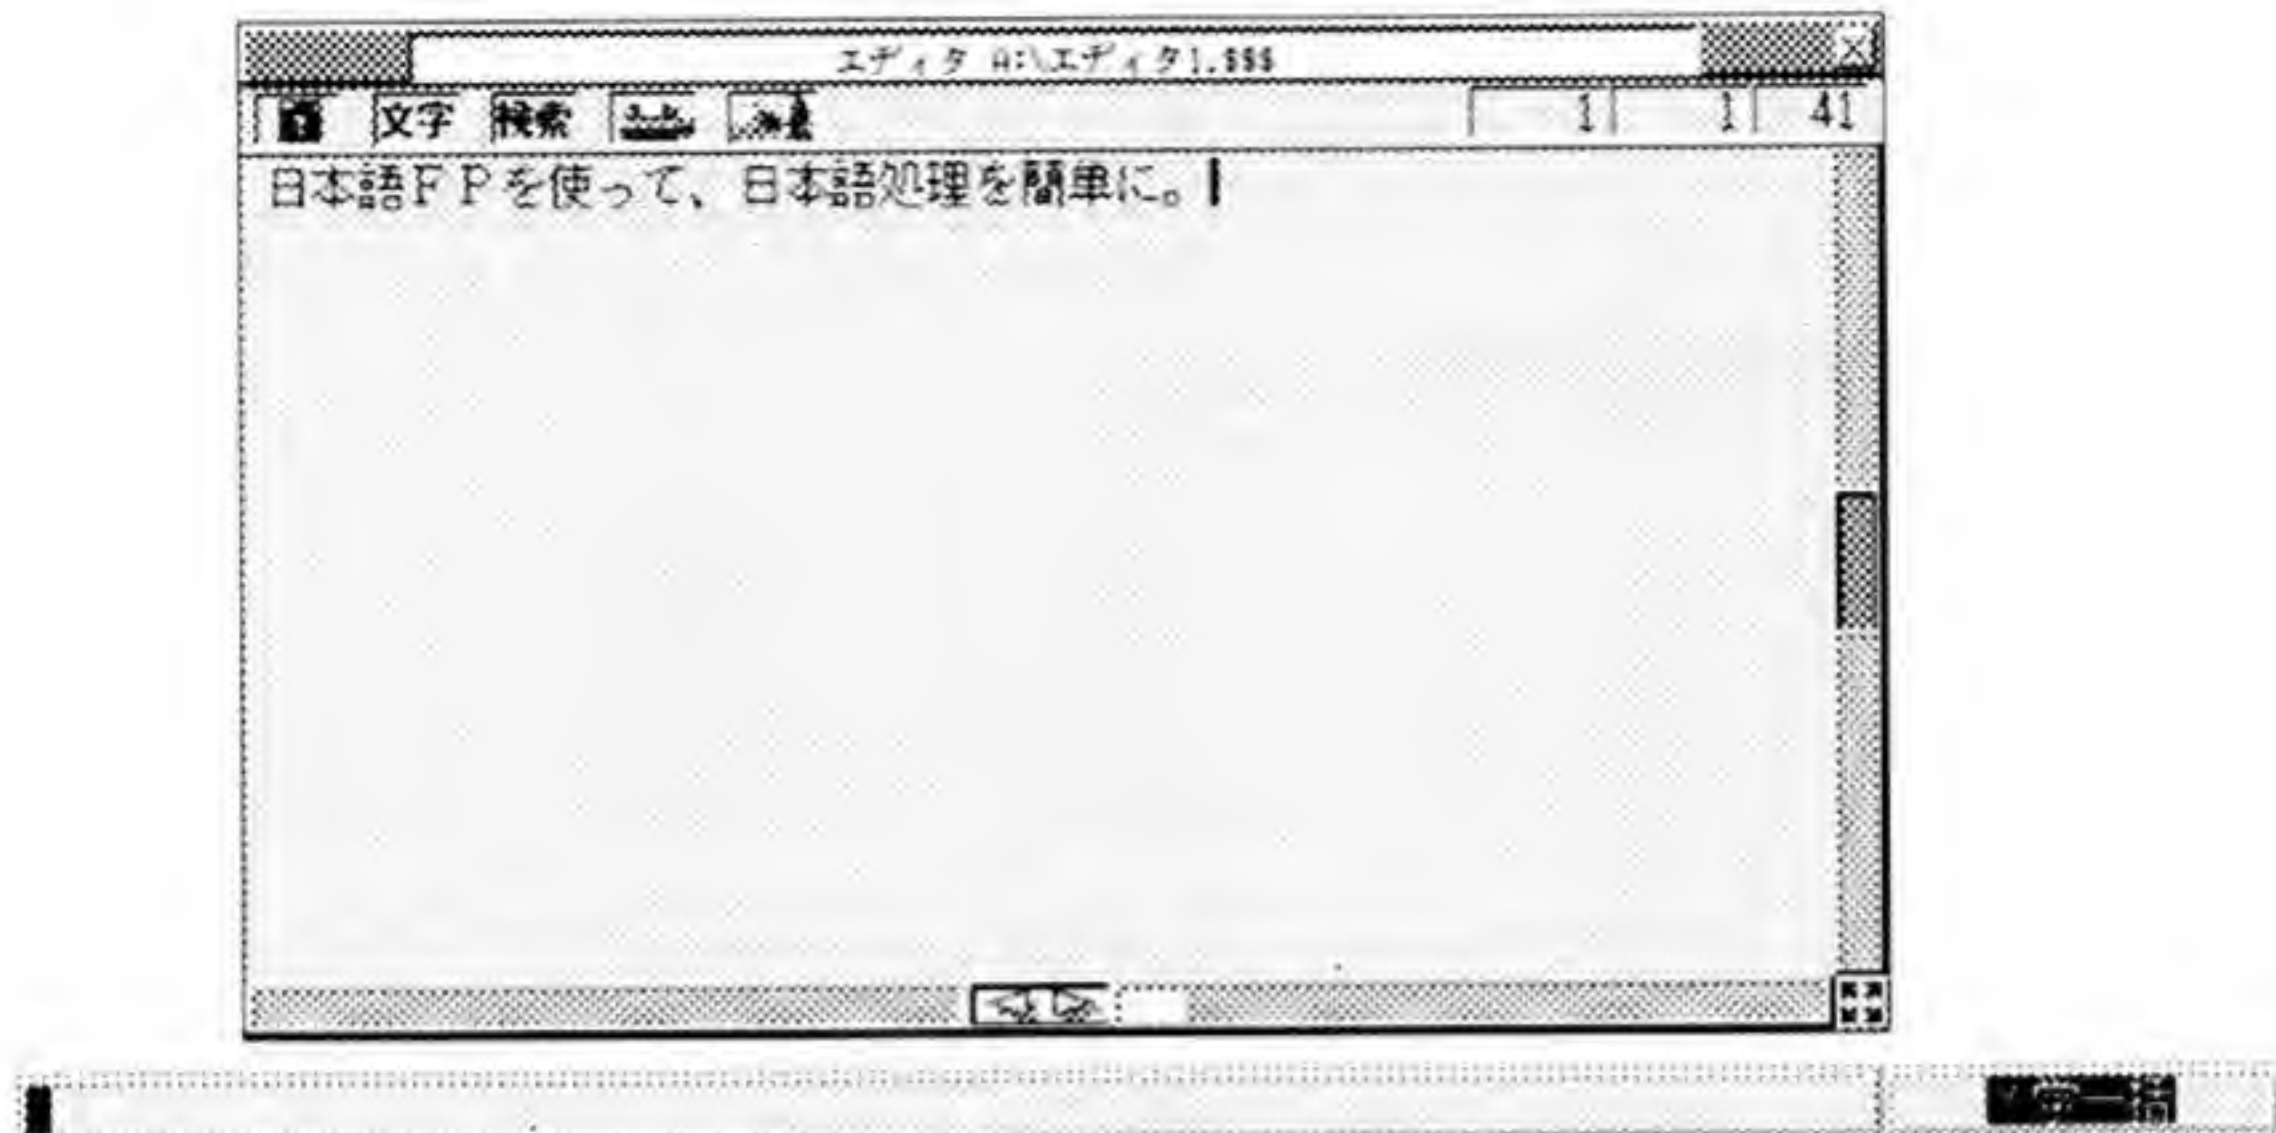 エディタ A:\エディタ1.$$$
文字 検索 1 1 41
日本語ＦＰを使って、日本語処理を簡単に。